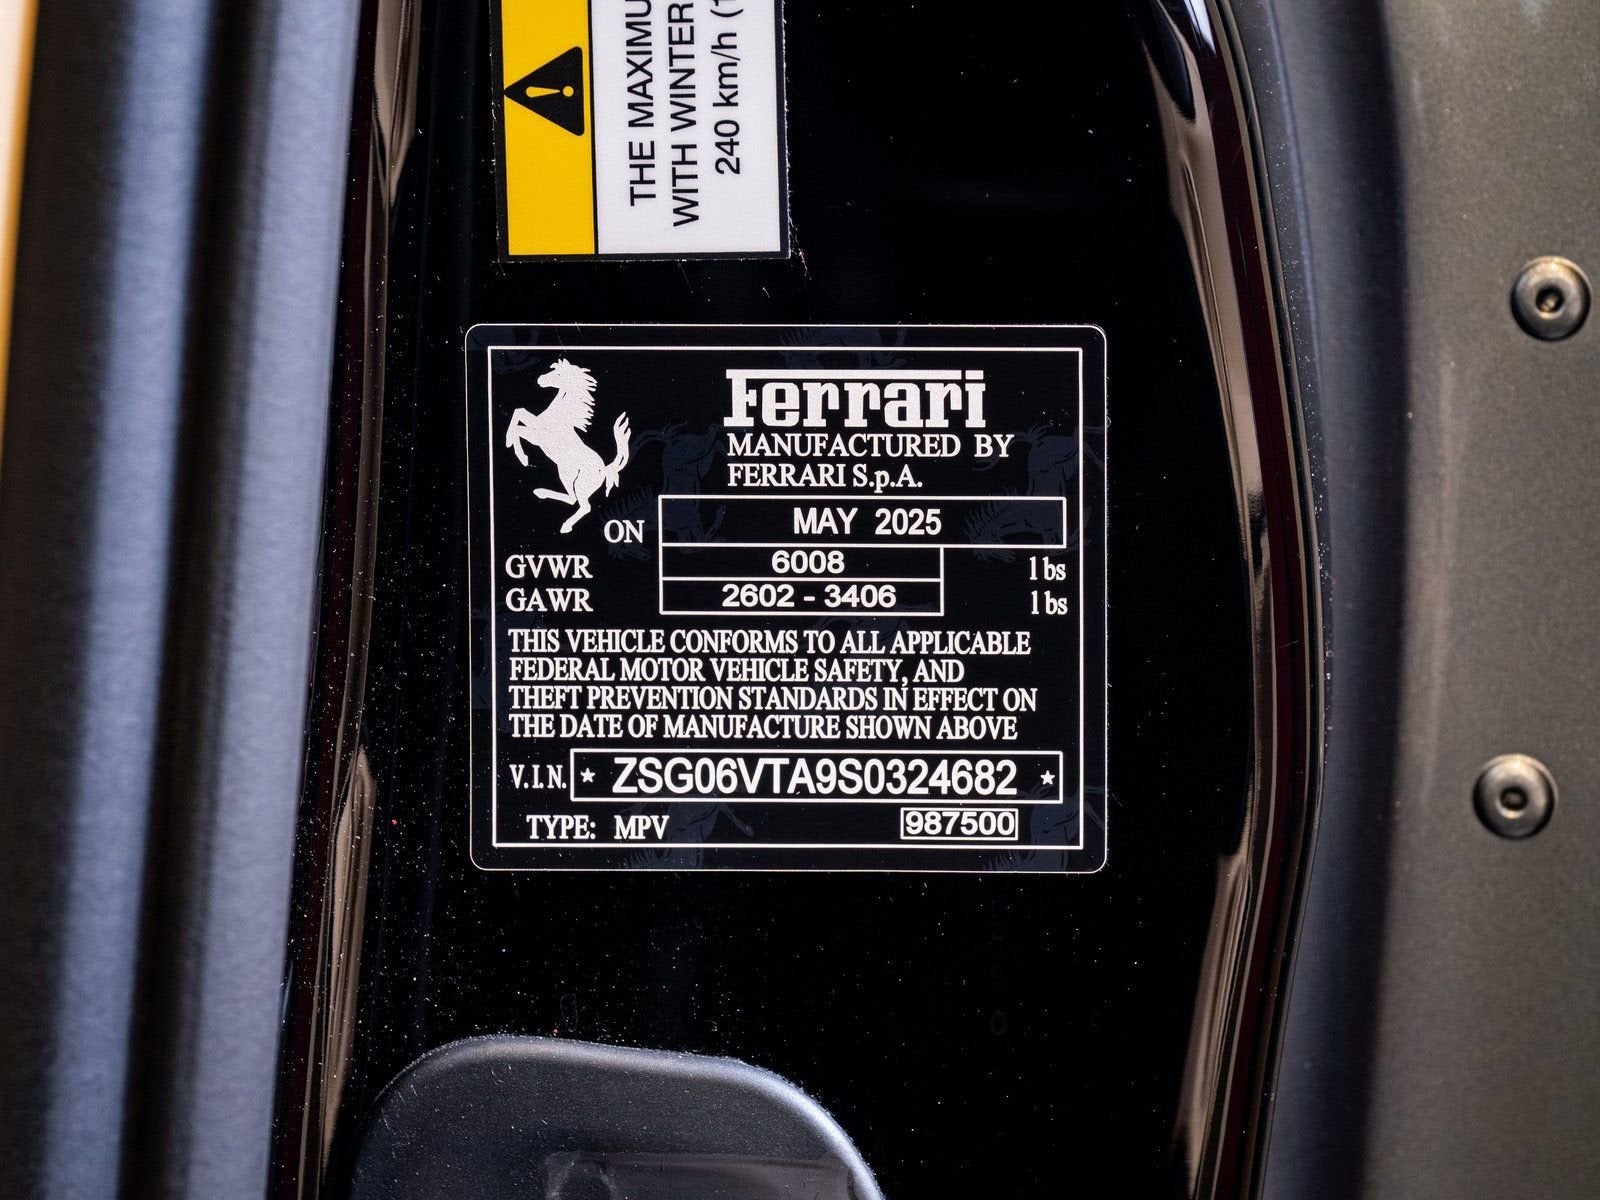 THE MAXIMU
WITH WINTER
240 km/h (1
Ferrari
MANUFACTURED BY
FERRARI S.p.A.
ON MAY 2025
GVWR 6008 lbs
GAWR 2602 - 3406 lbs
THIS VEHICLE CONFORMS TO ALL APPLICABLE
FEDERAL MOTOR VEHICLE SAFETY, AND
THEFT PREVENTION STANDARDS IN EFFECT ON
THE DATE OF MANUFACTURE SHOWN ABOVE
V.I.N. * ZSG06VTA9S0324682 *
TYPE: MPV 987500